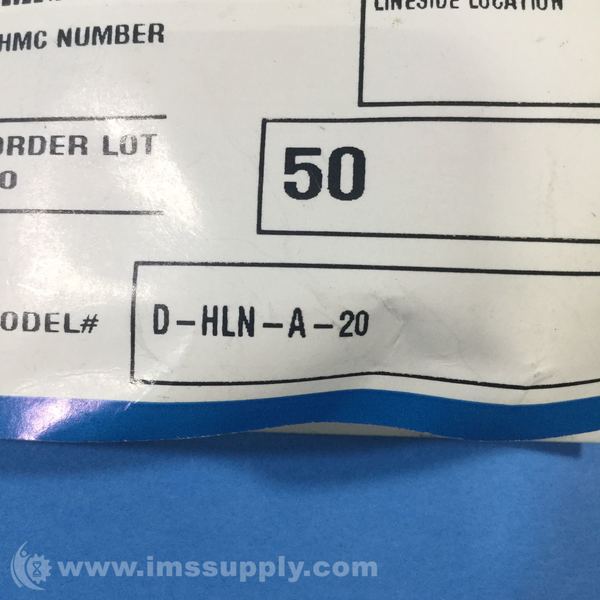 LINESIDE LOCATION
HMC NUMBER
ORDER LOT
50
ODEL#
D-HLN-A-20
www.imssupply.com